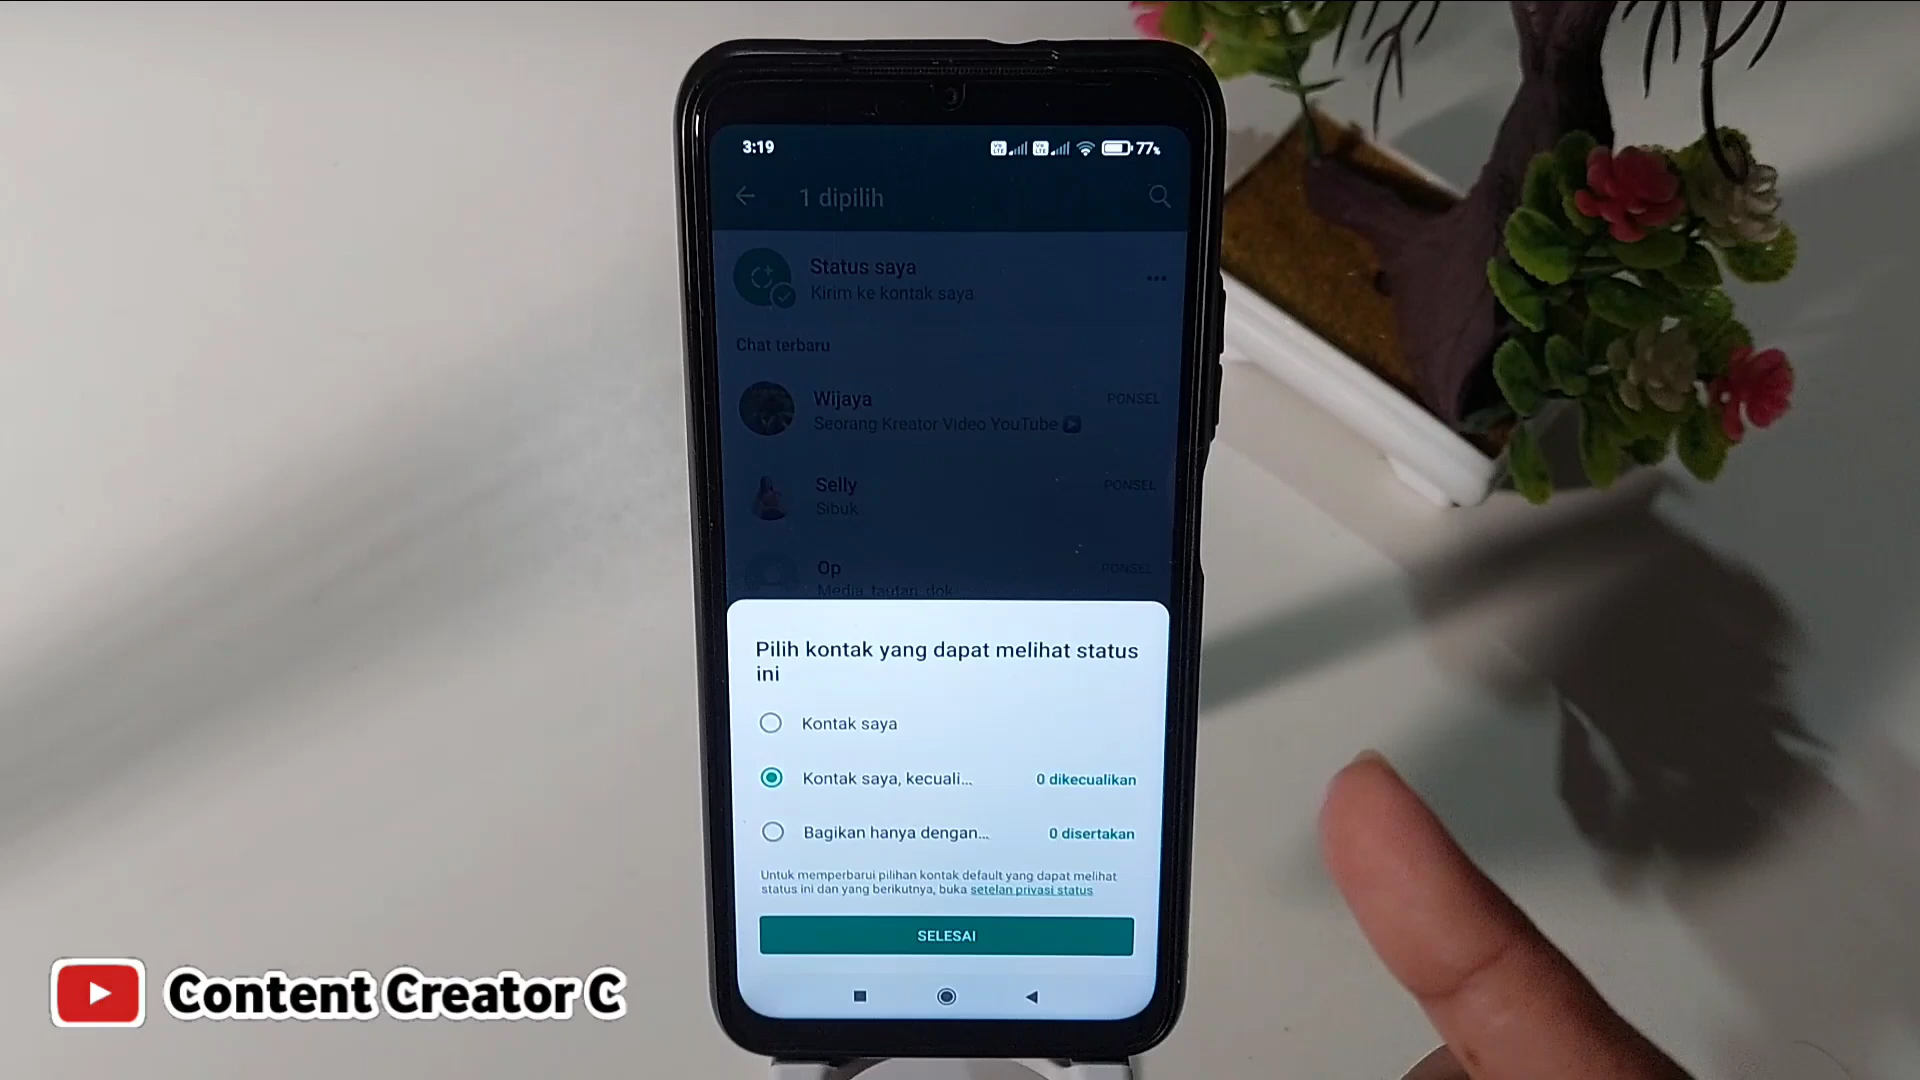 3:19
77%
1 dipilih
Status saya
Kirim ke kontak saya
Chat terbaru
Wijaya
PONSEL
Seorang Kreator Video YouTube
Selly
PONSEL
Sibuk
Op
PONSEL
Media, tautan, dok
Pilih kontak yang dapat melihat status
ini
Kontak saya
Kontak saya, kecuali...
0 dikecualikan
Bagikan hanya dengan...
0 disertakan
Untuk memperbarui pilihan kontak default yang dapat melihat
status ini dan yang berikutnya, buka setelan privasi status
SELESAI
Content Creator C